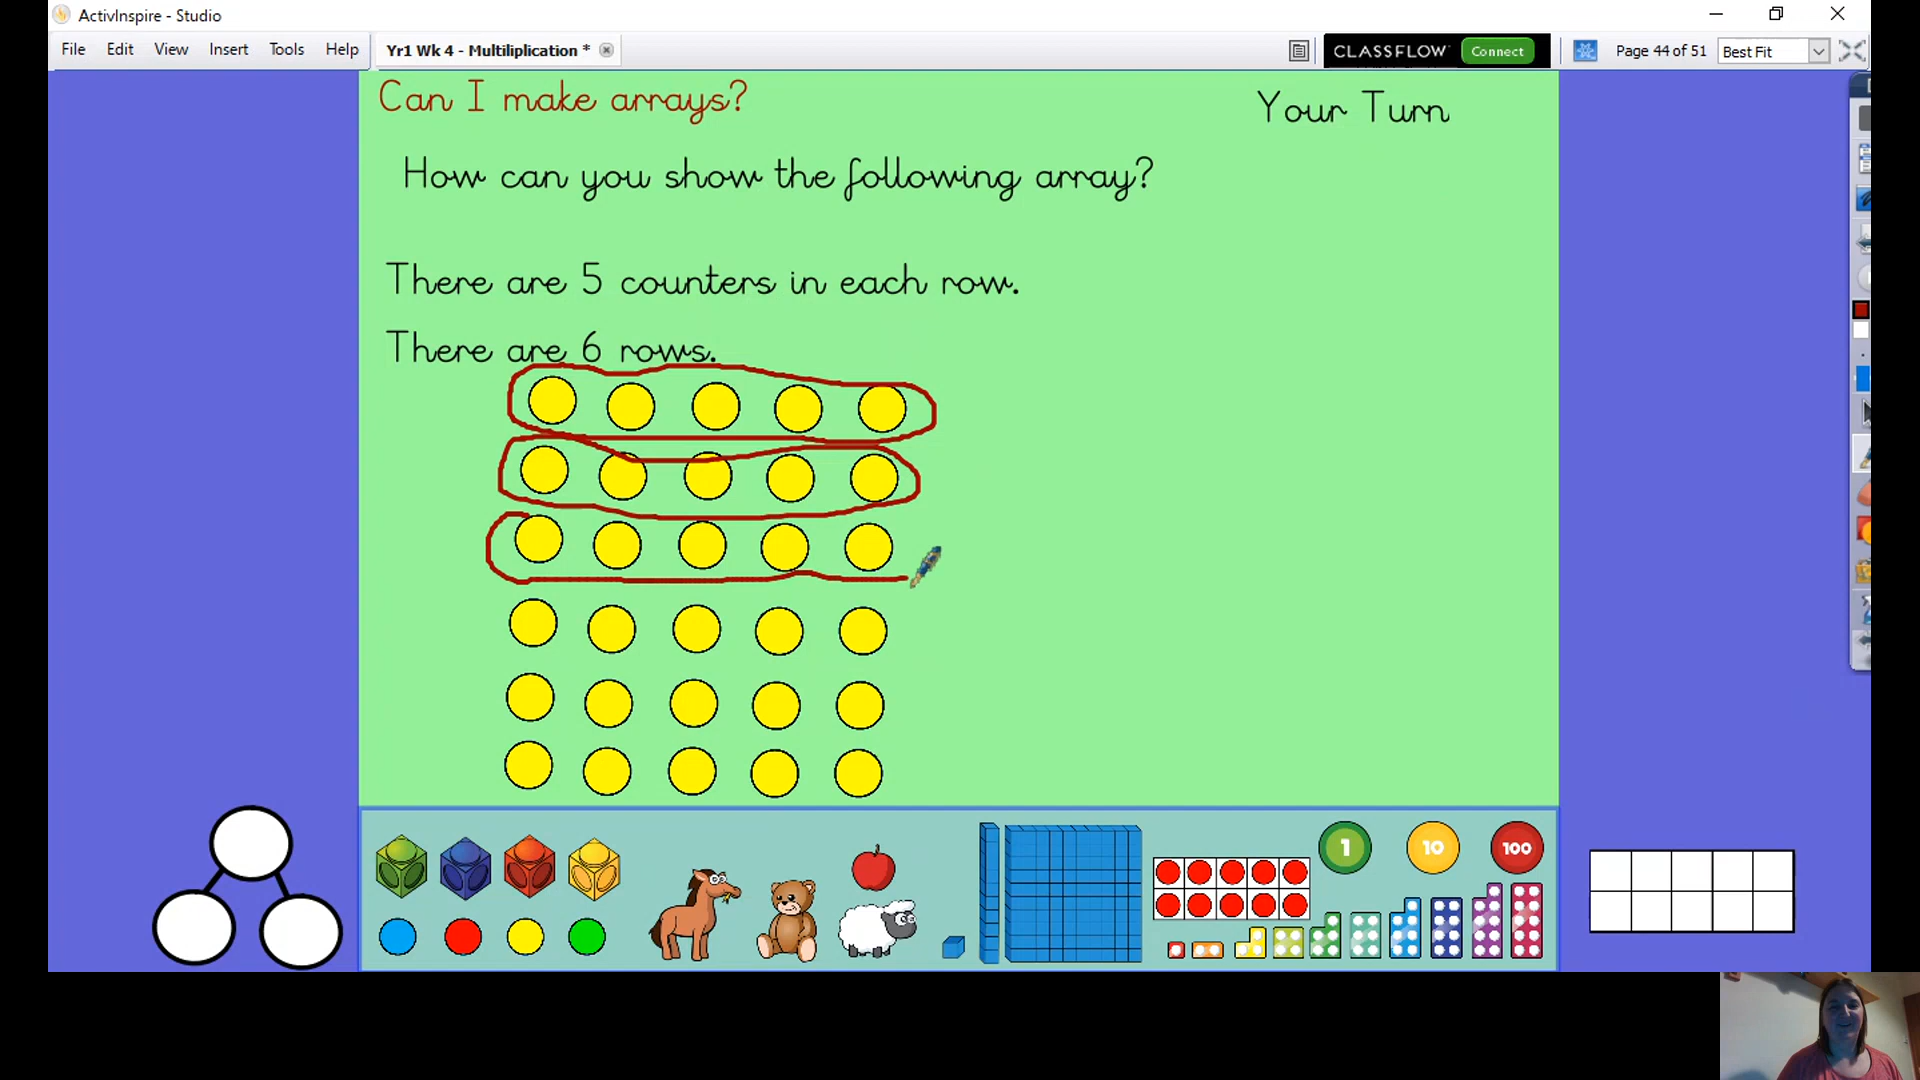 ActivInspire - Studio
File Edit View Insert Tools Help
Yr1 Wk 4 - Multiliplication *
CLASSFLOW Connect
Page 44 of 51
Best Fit
Can I make arrays?
Your Turn
How can you show the following array?
There are 5 counters in each row.
There are 6 rows.
1 10 100